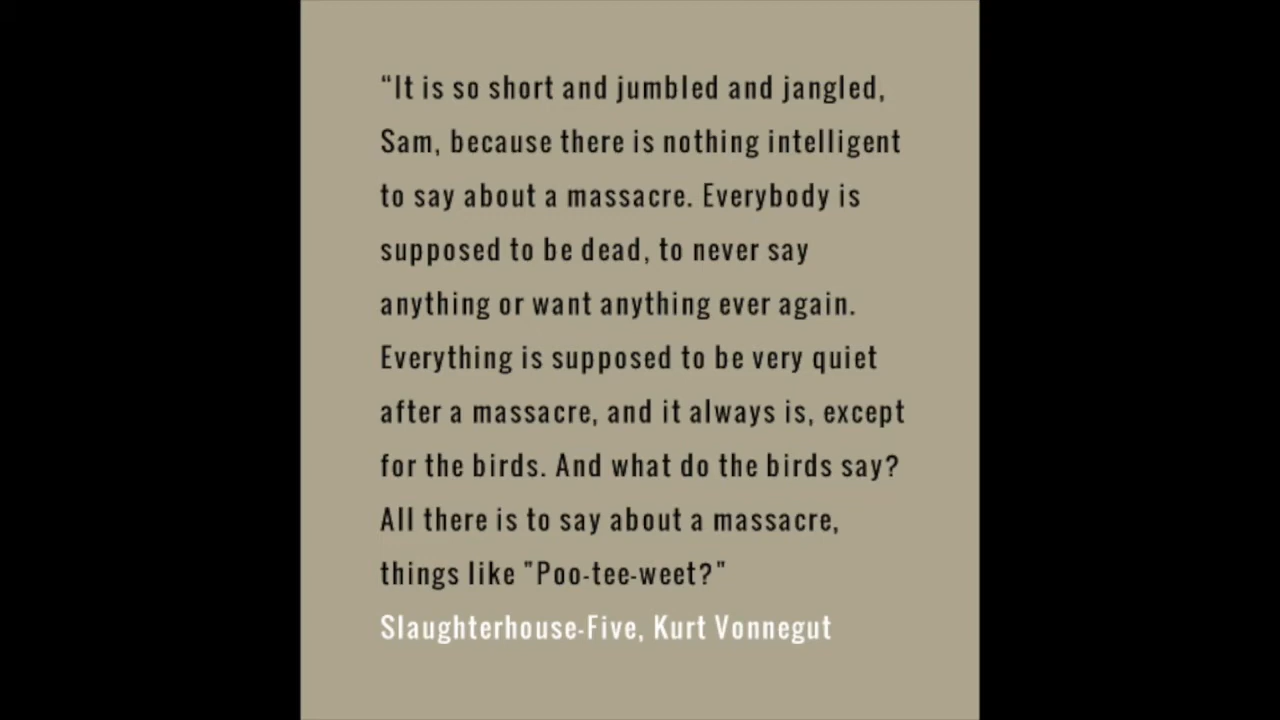 “It is so short and jumbled and jangled,
Sam, because there is nothing intelligent
to say about a massacre. Everybody is
supposed to be dead, to never say
anything or want anything ever again.
Everything is supposed to be very quiet
after a massacre, and it always is, except
for the birds. And what do the birds say?
All there is to say about a massacre,
things like "Poo-tee-weet?"
Slaughterhouse-Five, Kurt Vonnegut